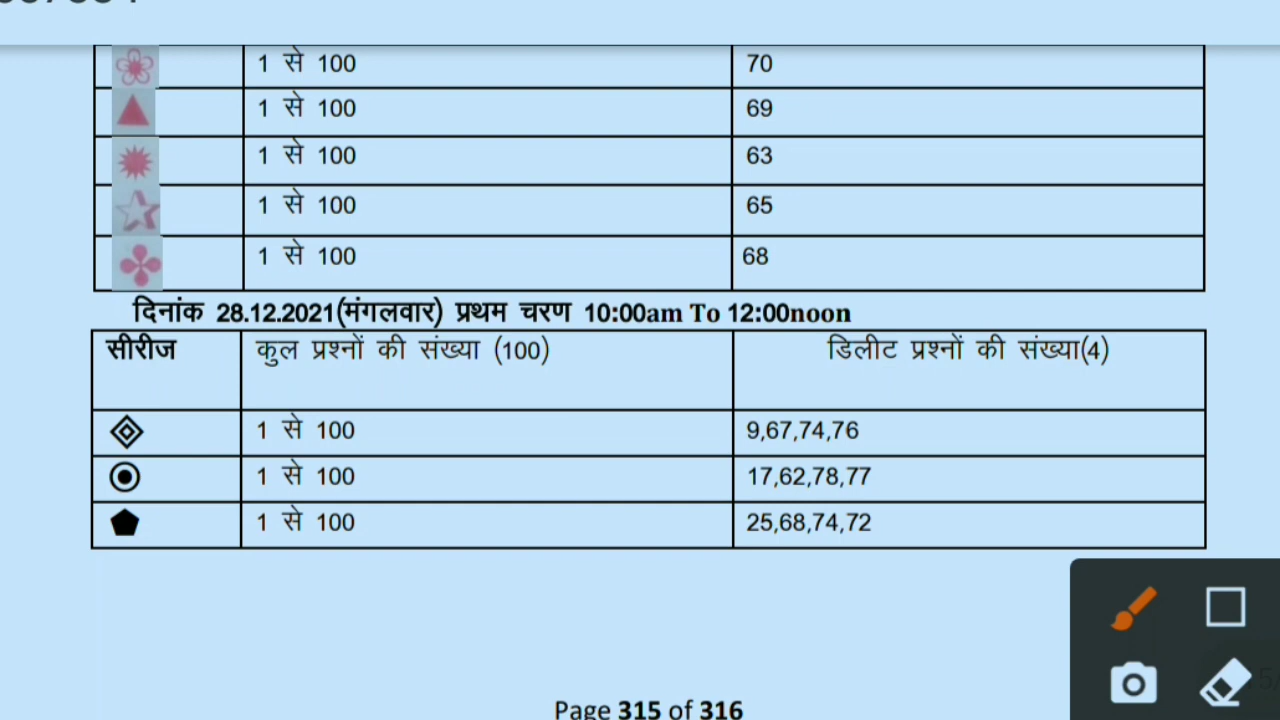 1 से 100 70
1 से 100 69
1 से 100 63
1 से 100 65
1 से 100 68
दिनांक 28.12.2021(मंगलवार) प्रथम चरण 10:00am To 12:00noon
सीरीज कुल प्रश्नों की संख्या (100) डिलीट प्रश्नों की संख्या(4)
1 से 100 9,67,74,76
1 से 100 17,62,78,77
1 से 100 25,68,74,72
Page 315 of 316